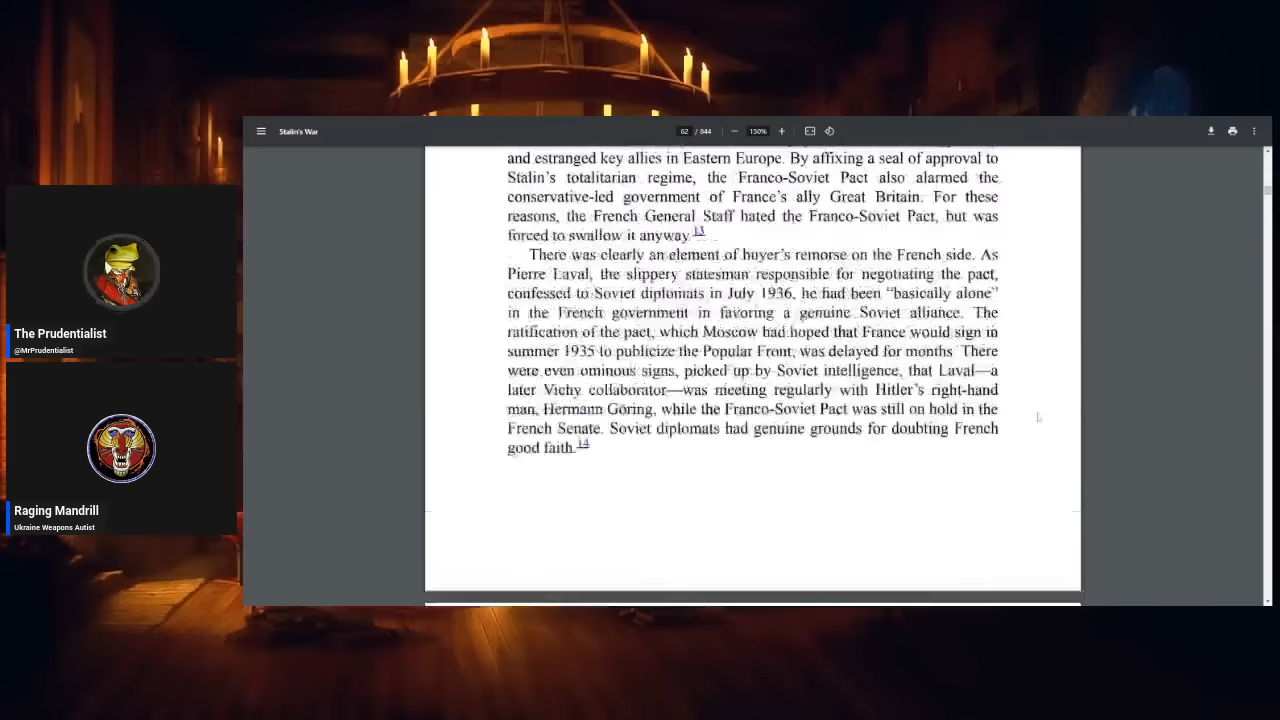 Stalin's War
62 / 844
150%
and estranged key allies in Eastern Europe. By affixing a seal of approval to
Stalin's totalitarian regime, the Franco-Soviet Pact also alarmed the
conservative-led government of France's ally Great Britain. For these
reasons, the French General Staff hated the Franco-Soviet Pact, but was
forced to swallow it anyway.13
There was clearly an element of buyer's remorse on the French side. As
Pierre Laval, the slippery statesman responsible for negotiating the pact,
confessed to Soviet diplomats in July 1936, he had been “basically alone”
in the French government in favoring a genuine Soviet alliance. The
ratification of the pact, which Moscow had hoped that France would sign in
summer 1935 to publicize the Popular Front, was delayed for months. There
were even ominous signs, picked up by Soviet intelligence, that Laval—a
later Vichy collaborator—was meeting regularly with Hitler's right-hand
man, Hermann Göring, while the Franco-Soviet Pact was still on hold in the
French Senate. Soviet diplomats had genuine grounds for doubting French
good faith.14
The Prudentialist
@MrPrudentialist
Raging Mandrill
Ukraine Weapons Autist